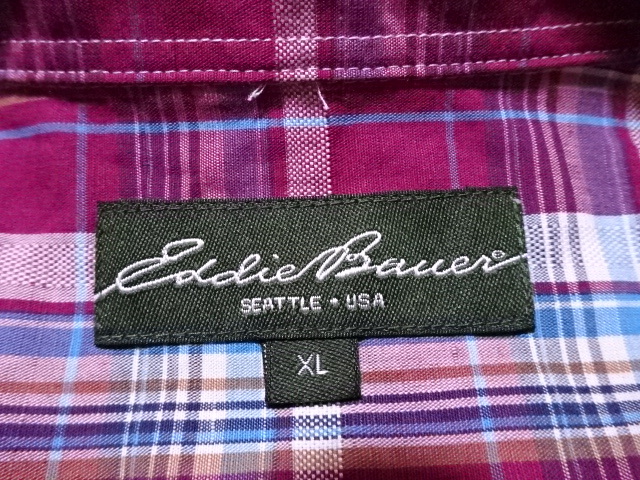 Eddie Bauer®
SEATTLE • USA
XL